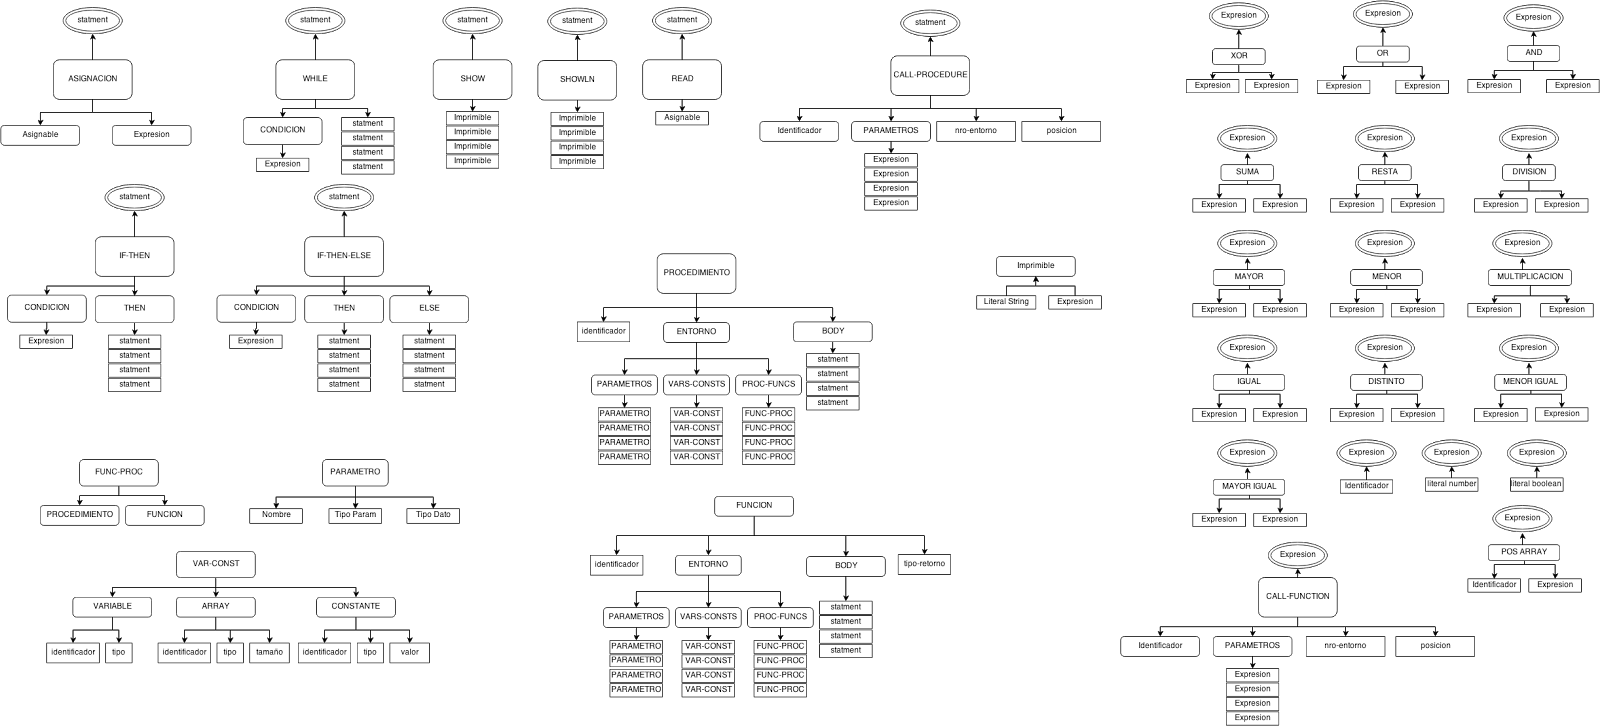 statment
ASIGNACION
Asignable
Expresion
statment
WHILE
CONDICION
Expresion
statment
statment
statment
statment
statment
SHOW
Imprimible
Imprimible
Imprimible
Imprimible
statment
SHOWLN
Imprimible
Imprimible
Imprimible
Imprimible
statment
READ
Asignable
statment
CALL-PROCEDURE
Identificador
PARAMETROS
nro-entorno
posicion
Expresion
Expresion
Expresion
Expresion
Expresion
XOR
Expresion
Expresion
Expresion
OR
Expresion
Expresion
Expresion
AND
Expresion
Expresion
Expresion
SUMA
Expresion
Expresion
Expresion
RESTA
Expresion
Expresion
Expresion
DIVISION
Expresion
Expresion
statment
IF-THEN
CONDICION
THEN
Expresion
statment
statment
statment
statment
statment
IF-THEN-ELSE
CONDICION
THEN
ELSE
Expresion
statment
statment
statment
statment
statment
statment
statment
statment
PROCEDIMIENTO
identificador
ENTORNO
BODY
PARAMETROS
VARS-CONSTS
PROC-FUNCS
PARAMETRO
PARAMETRO
PARAMETRO
PARAMETRO
VAR-CONST
VAR-CONST
VAR-CONST
VAR-CONST
FUNC-PROC
FUNC-PROC
FUNC-PROC
FUNC-PROC
statment
statment
statment
statment
Imprimible
Literal String
Expresion
Expresion
MAYOR
Expresion
Expresion
Expresion
MENOR
Expresion
Expresion
Expresion
MULTIPLICACION
Expresion
Expresion
Expresion
IGUAL
Expresion
Expresion
Expresion
DISTINTO
Expresion
Expresion
Expresion
MENOR IGUAL
Expresion
Expresion
Expresion
MAYOR IGUAL
Expresion
Expresion
Expresion
Identificador
Expresion
literal number
Expresion
literal boolean
Expresion
POS ARRAY
Identificador
Expresion
FUNC-PROC
PROCEDIMIENTO
FUNCION
PARAMETRO
Nombre
Tipo Param
Tipo Dato
VAR-CONST
VARIABLE
ARRAY
CONSTANTE
identificador
tipo
identificador
tipo
tamaño
identificador
tipo
valor
FUNCION
identificador
ENTORNO
BODY
tipo-retorno
PARAMETROS
VARS-CONSTS
PROC-FUNCS
PARAMETRO
PARAMETRO
PARAMETRO
PARAMETRO
VAR-CONST
VAR-CONST
VAR-CONST
VAR-CONST
FUNC-PROC
FUNC-PROC
FUNC-PROC
FUNC-PROC
statment
statment
statment
statment
Expresion
CALL-FUNCTION
Identificador
PARAMETROS
nro-entorno
posicion
Expresion
Expresion
Expresion
Expresion